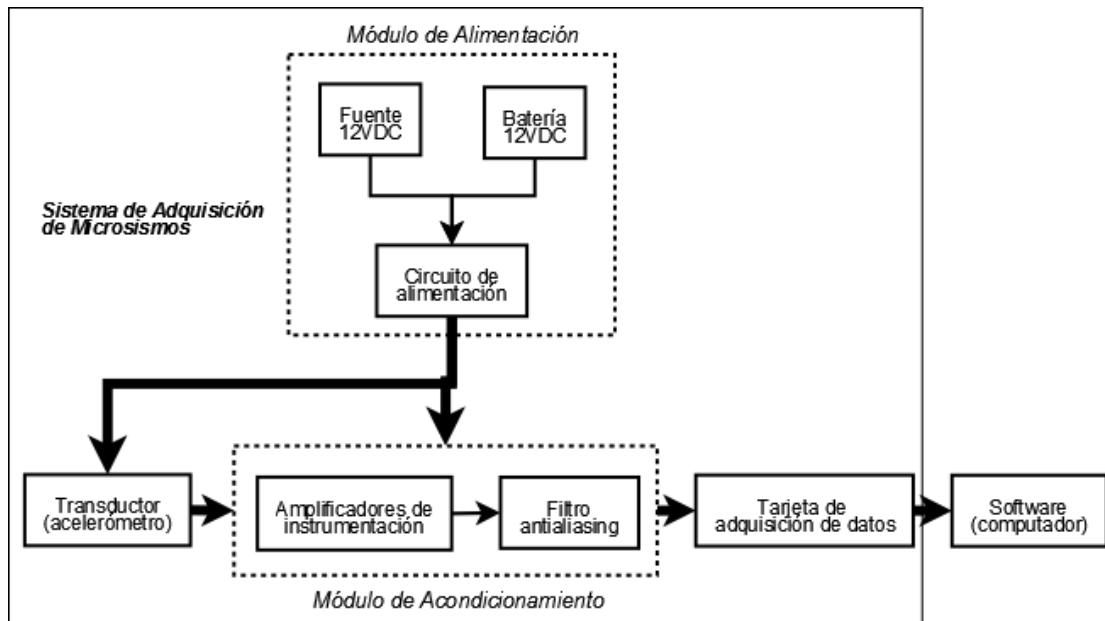 Módulo de Alimentación
Fuente
12VDC
Batería
12VDC
Sistema de Adquisición
de Microsismos
Circuito de
alimentación
Transductor
(acelerómetro)
Amplificadores de
instrumentación
Filtro
antialiasing
Tarjeta de
adquisición de datos
Software
(computador)
Módulo de Acondicionamiento